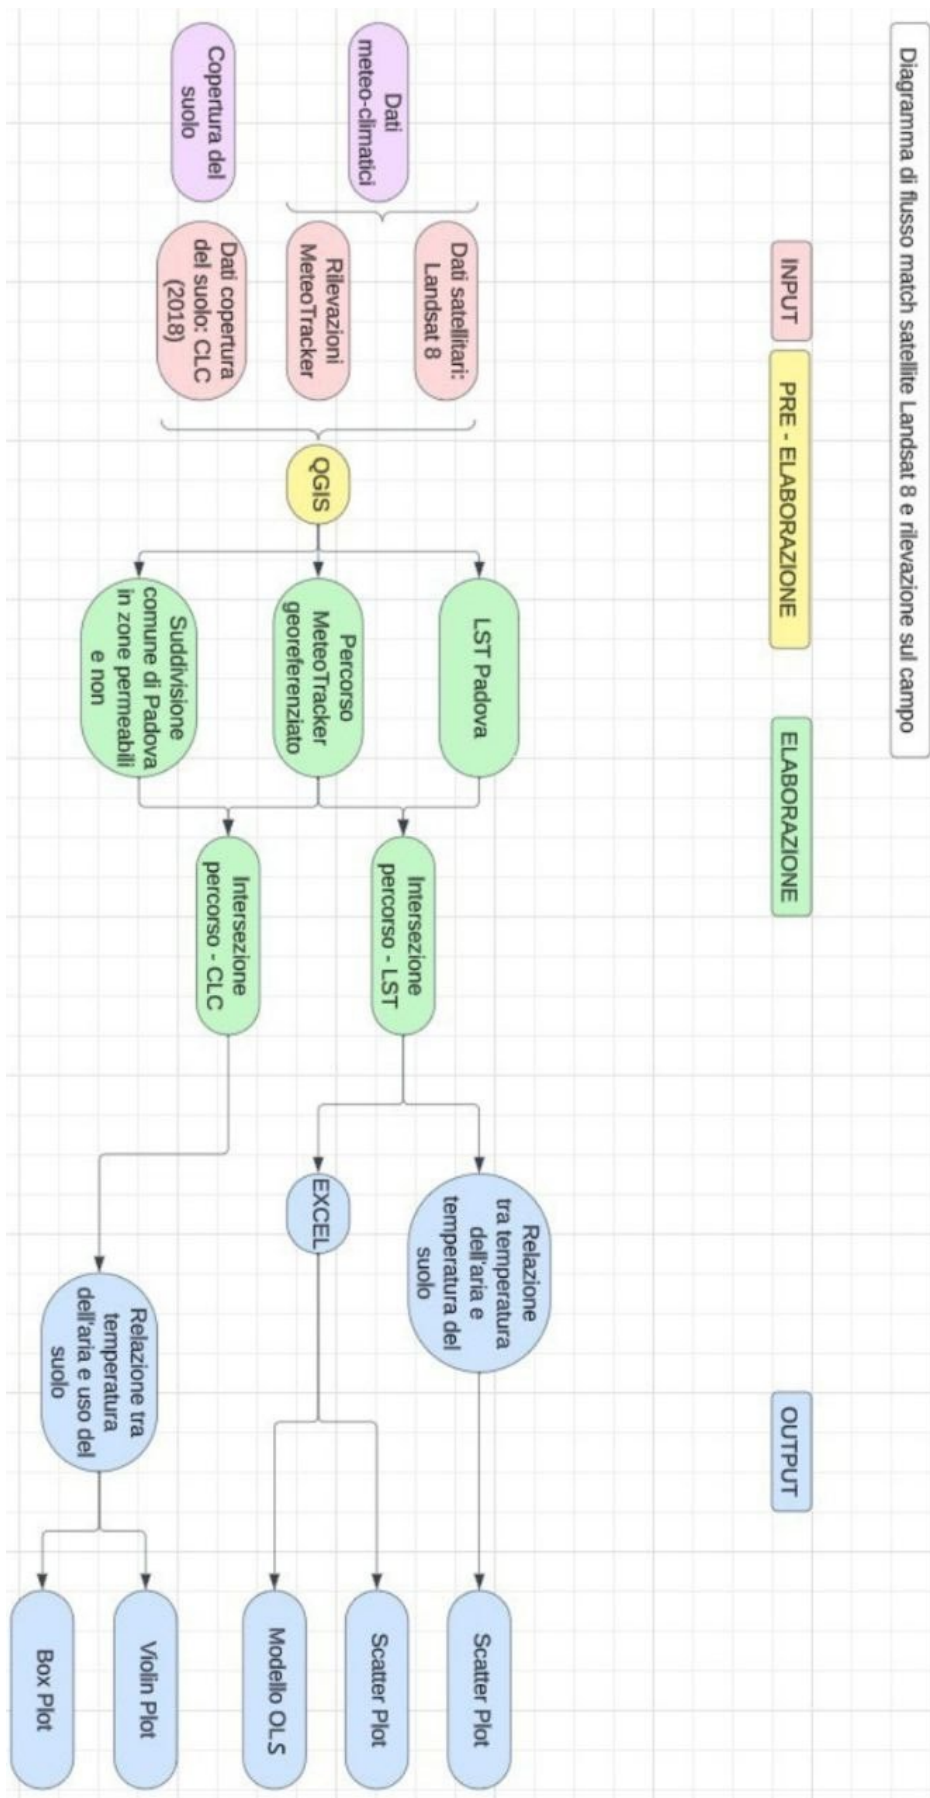 Diagramma di flusso match satellite Landsat 8 e rilevazione sul campo
INPUT
PRE - ELABORAZIONE
ELABORAZIONE
OUTPUT
Dati
meteo-climatici
Copertura del
suolo
Dati satellitari:
Landsat 8
Rilevazioni
MeteoTracker
Dati copertura
del suolo: CLC
(2018)
QGIS
LST Padova
Percorso
MeteoTracker
georeferenziato
Suddivisione
comune di Padova
in zone permeabili
e non
Intersezione
percorso - LST
Intersezione
percorso - CLC
Relazione
tra temperatura
dell'aria e
temperatura del
suolo
EXCEL
Relazione tra
temperatura
dell'aria e uso del
suolo
Scatter Plot
Scatter Plot
Modello OLS
Violin Plot
Box Plot